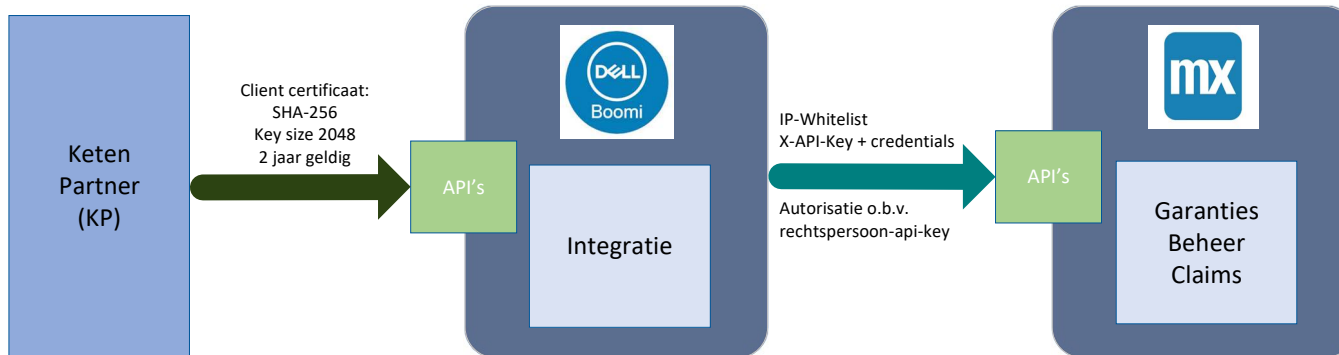 Keten
Partner
(KP)
Client certificaat:
SHA-256
Key size 2048
2 jaar geldig
API's
DELL
Boomi
Integratie
IP-Whitelist
X-API-Key + credentials
Autorisatie o.b.v.
rechtspersoon-api-key
API's
mx
Garanties
Beheer
Claims